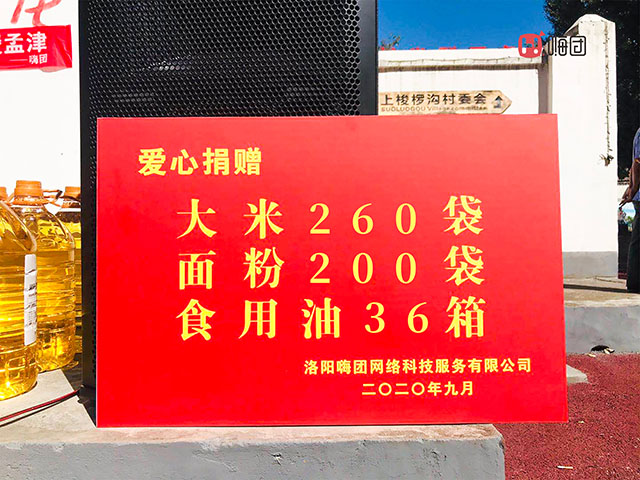 孟津
嗨团
嗨团
上梭椤沟村委会
爱心捐赠
大米260袋
面粉200袋
食用油36箱
洛阳嗨团网络科技服务有限公司
二〇二〇年九月